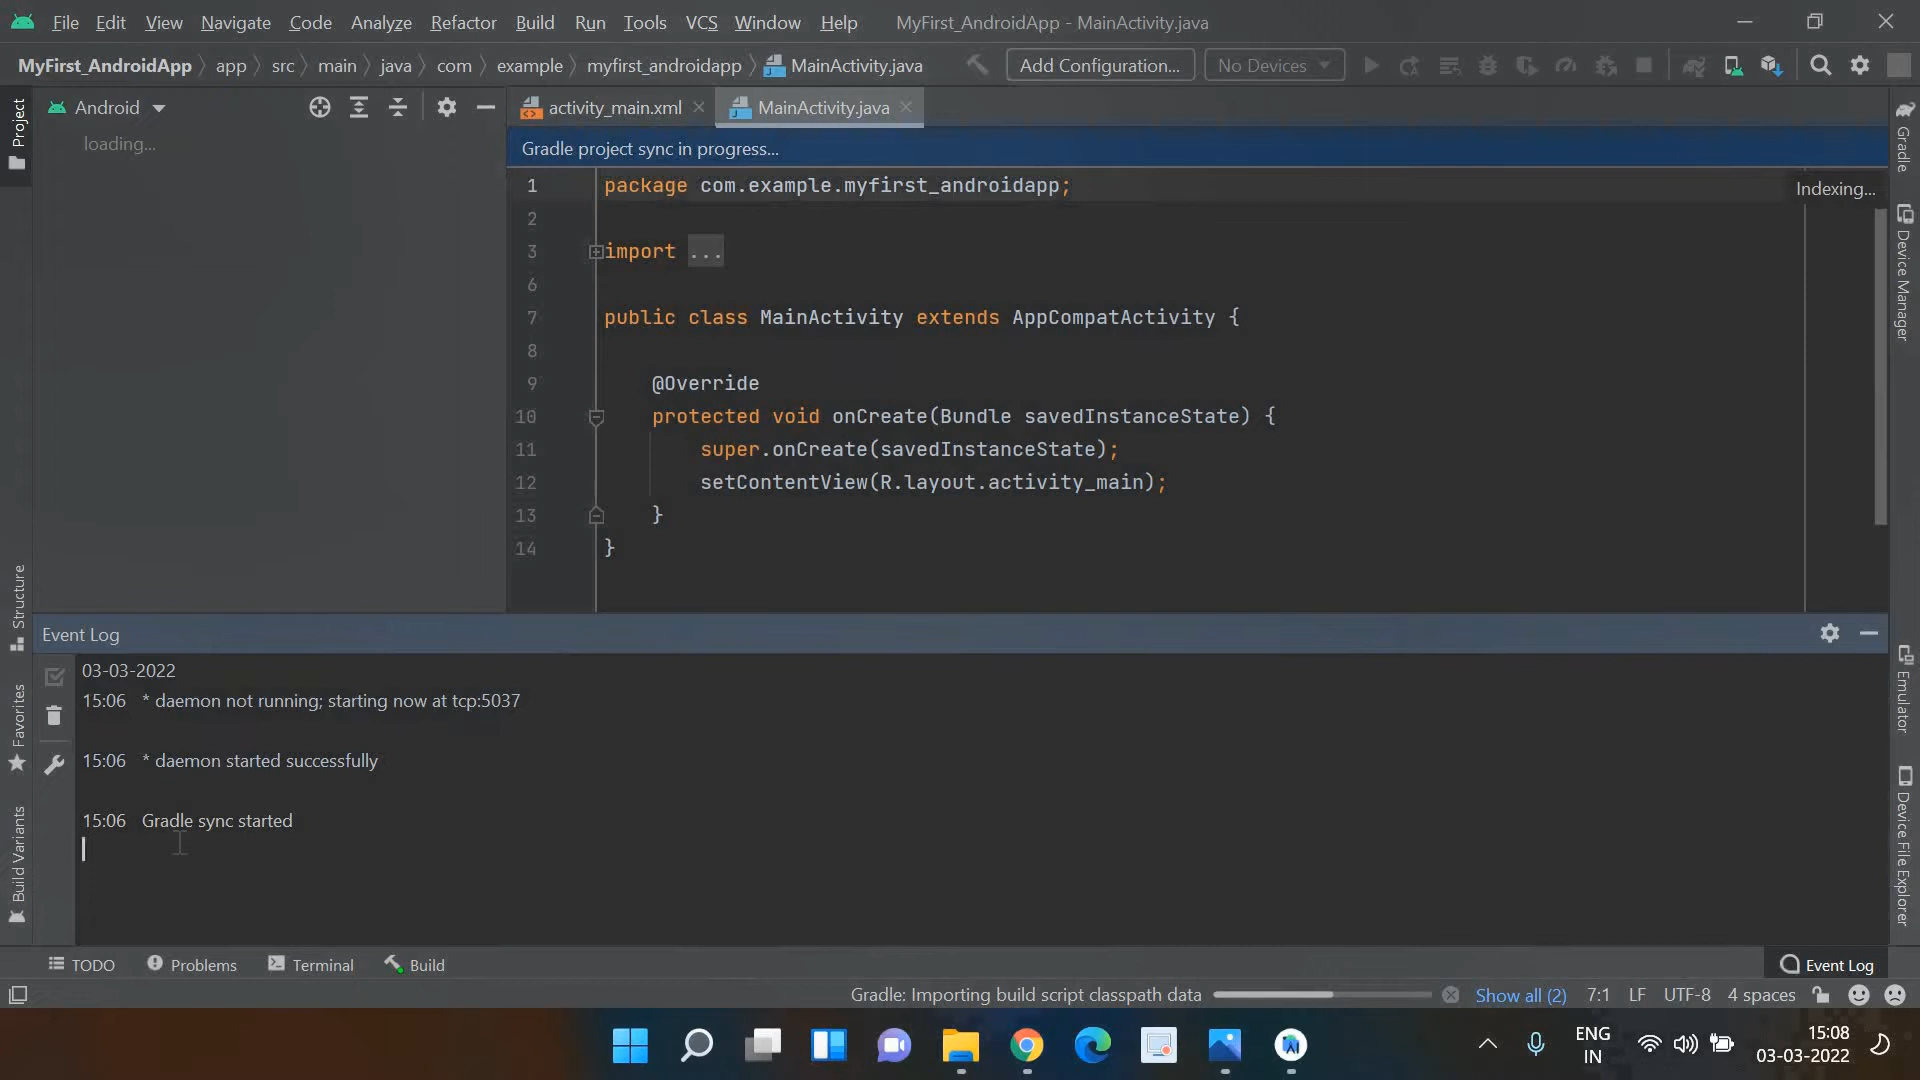 File Edit View Navigate Code Analyze Refactor Build Run Tools VCS Window Help MyFirst_AndroidApp - MainActivity.java
MyFirst_AndroidApp app src main java com example myfirst_androidapp MainActivity.java Add Configuration... No Devices
Project
Android
loading...
activity_main.xml
MainActivity.java
Gradle project sync in progress...
Indexing...
1 package com.example.myfirst_androidapp;
2
3 import ...
6
7 public class MainActivity extends AppCompatActivity {
8
9 @Override
10 protected void onCreate(Bundle savedInstanceState) {
11 super.onCreate(savedInstanceState);
12 setContentView(R.layout.activity_main);
13 }
14 }
Gradle
Device Manager
Emulator
Device File Explorer
Structure
Favorites
Build Variants
Event Log
03-03-2022
15:06 * daemon not running; starting now at tcp:5037
15:06 * daemon started successfully
15:06 Gradle sync started
TODO Problems Terminal Build Event Log
Gradle: Importing build script classpath data Show all (2) 7:1 LF UTF-8 4 spaces
ENG
IN
15:08
03-03-2022